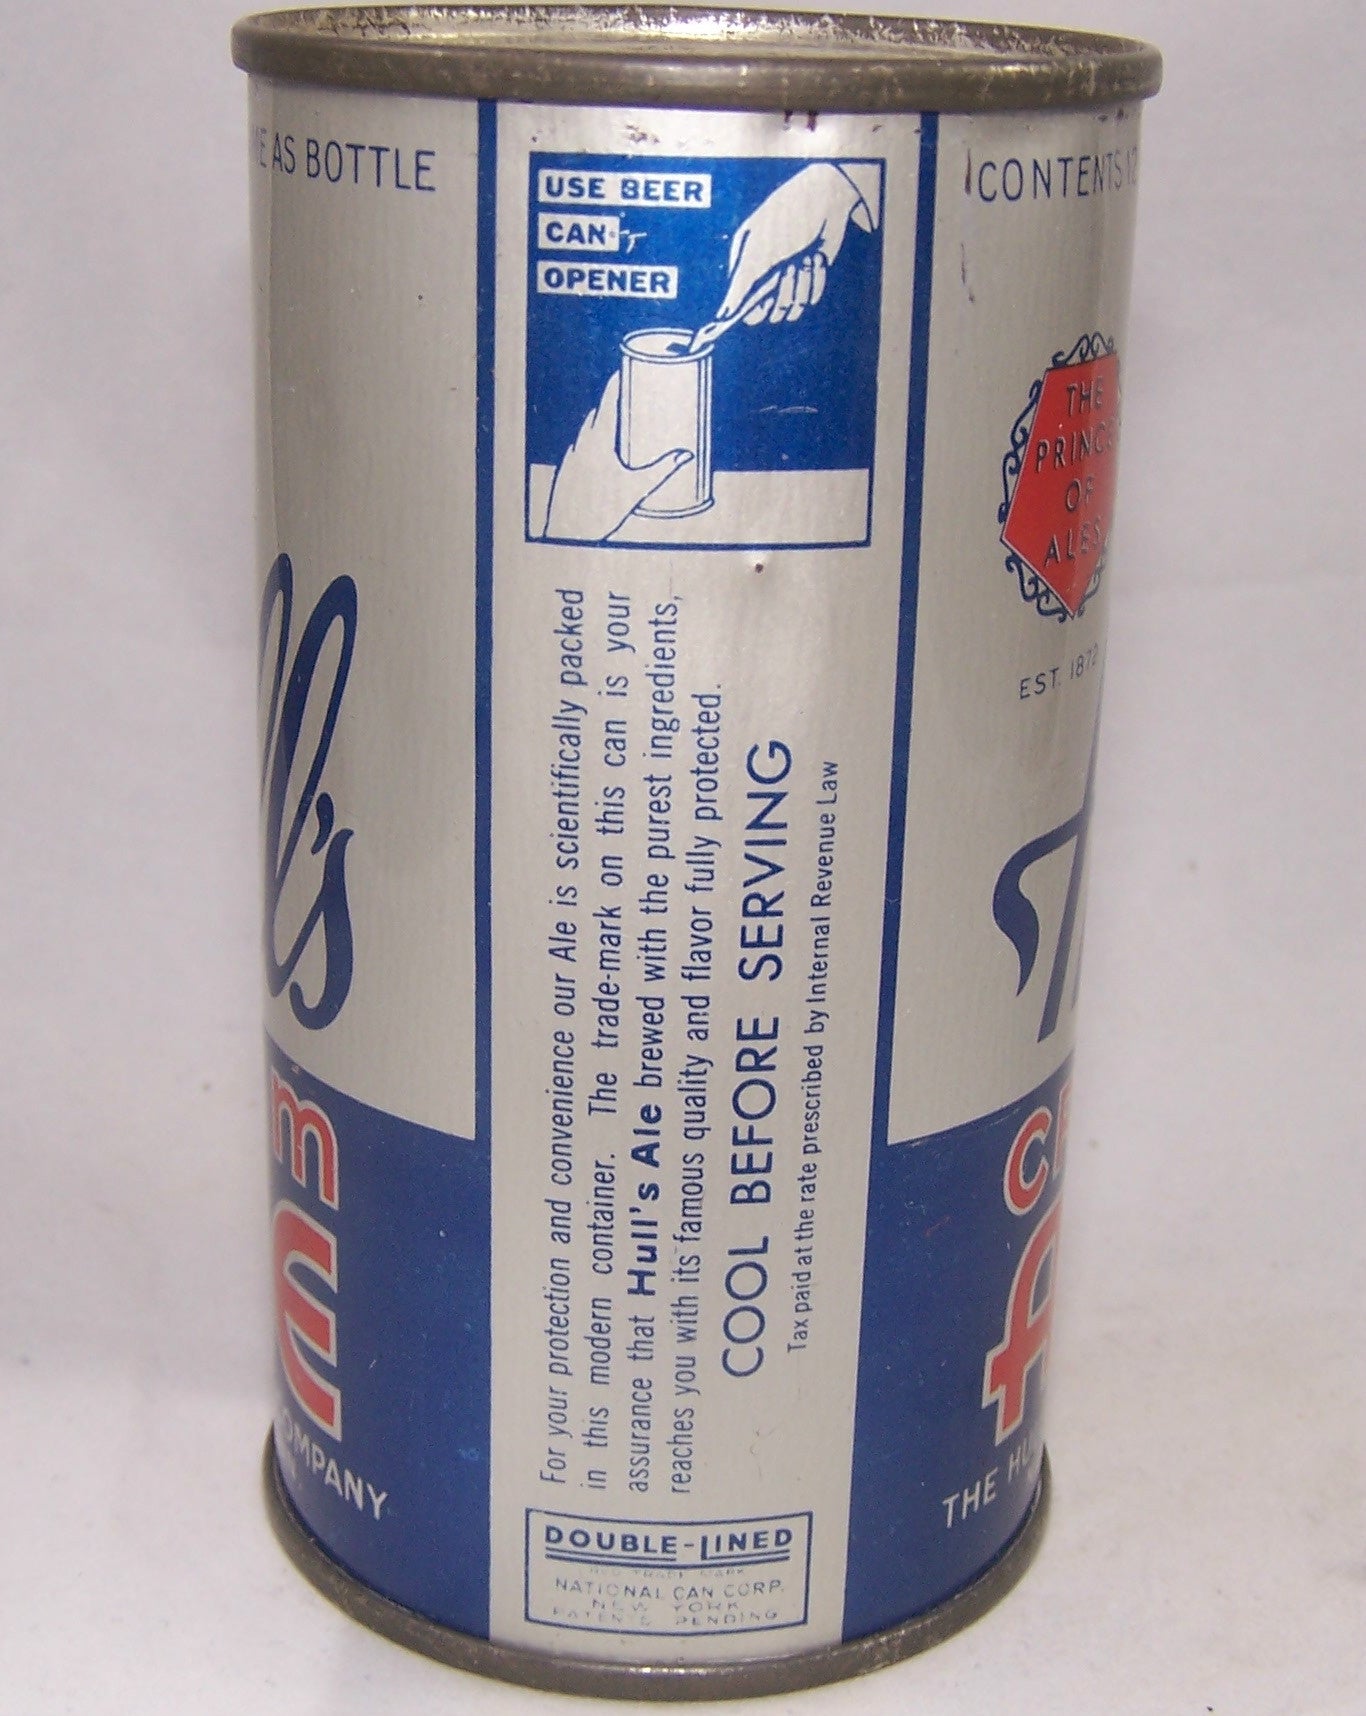 AS BOTTLE
USE BEER
CAN
OPENER
CONTENTS
THE
PRINCE
OF
ALES
EST. 1872
For your protection and convenience our Ale is scientifically packed
in this modern container. The trade-mark on this can is your
assurance that Hull's Ale brewed with the purest ingredients,
reaches you with its famous quality and flavor fully protected.
COOL BEFORE SERVING
Tax paid at the rate prescribed by Internal Revenue Law
DOUBLE-LINED
REG TRADE MARK
NATIONAL CAN CORP.
NEW YORK
PATENTS PENDING
THE